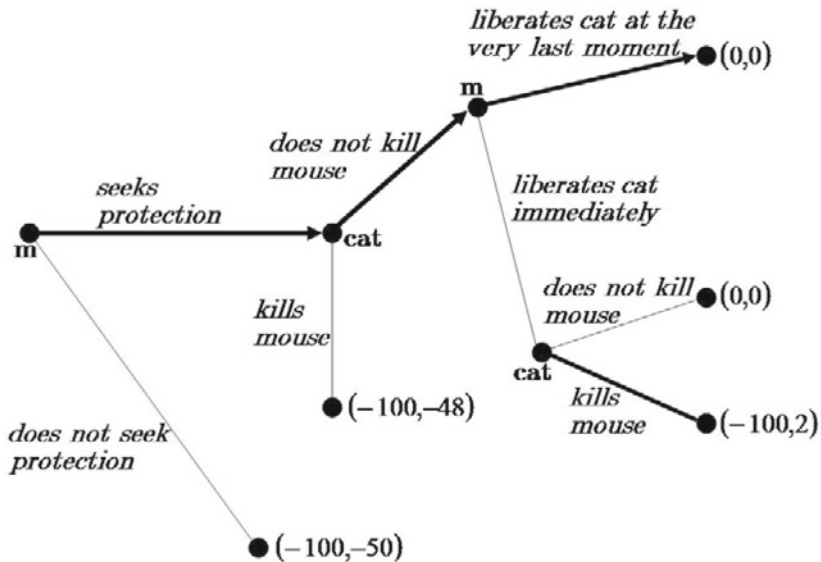 liberates cat at the
very last moment
(0,0)
m
does not kill
mouse
seeks
protection
liberates cat
immediately
m
cat
does not kill
mouse
(0,0)
kills
mouse
cat
kills
mouse
(-100,2)
(-100,-48)
does not seek
protection
(-100,-50)